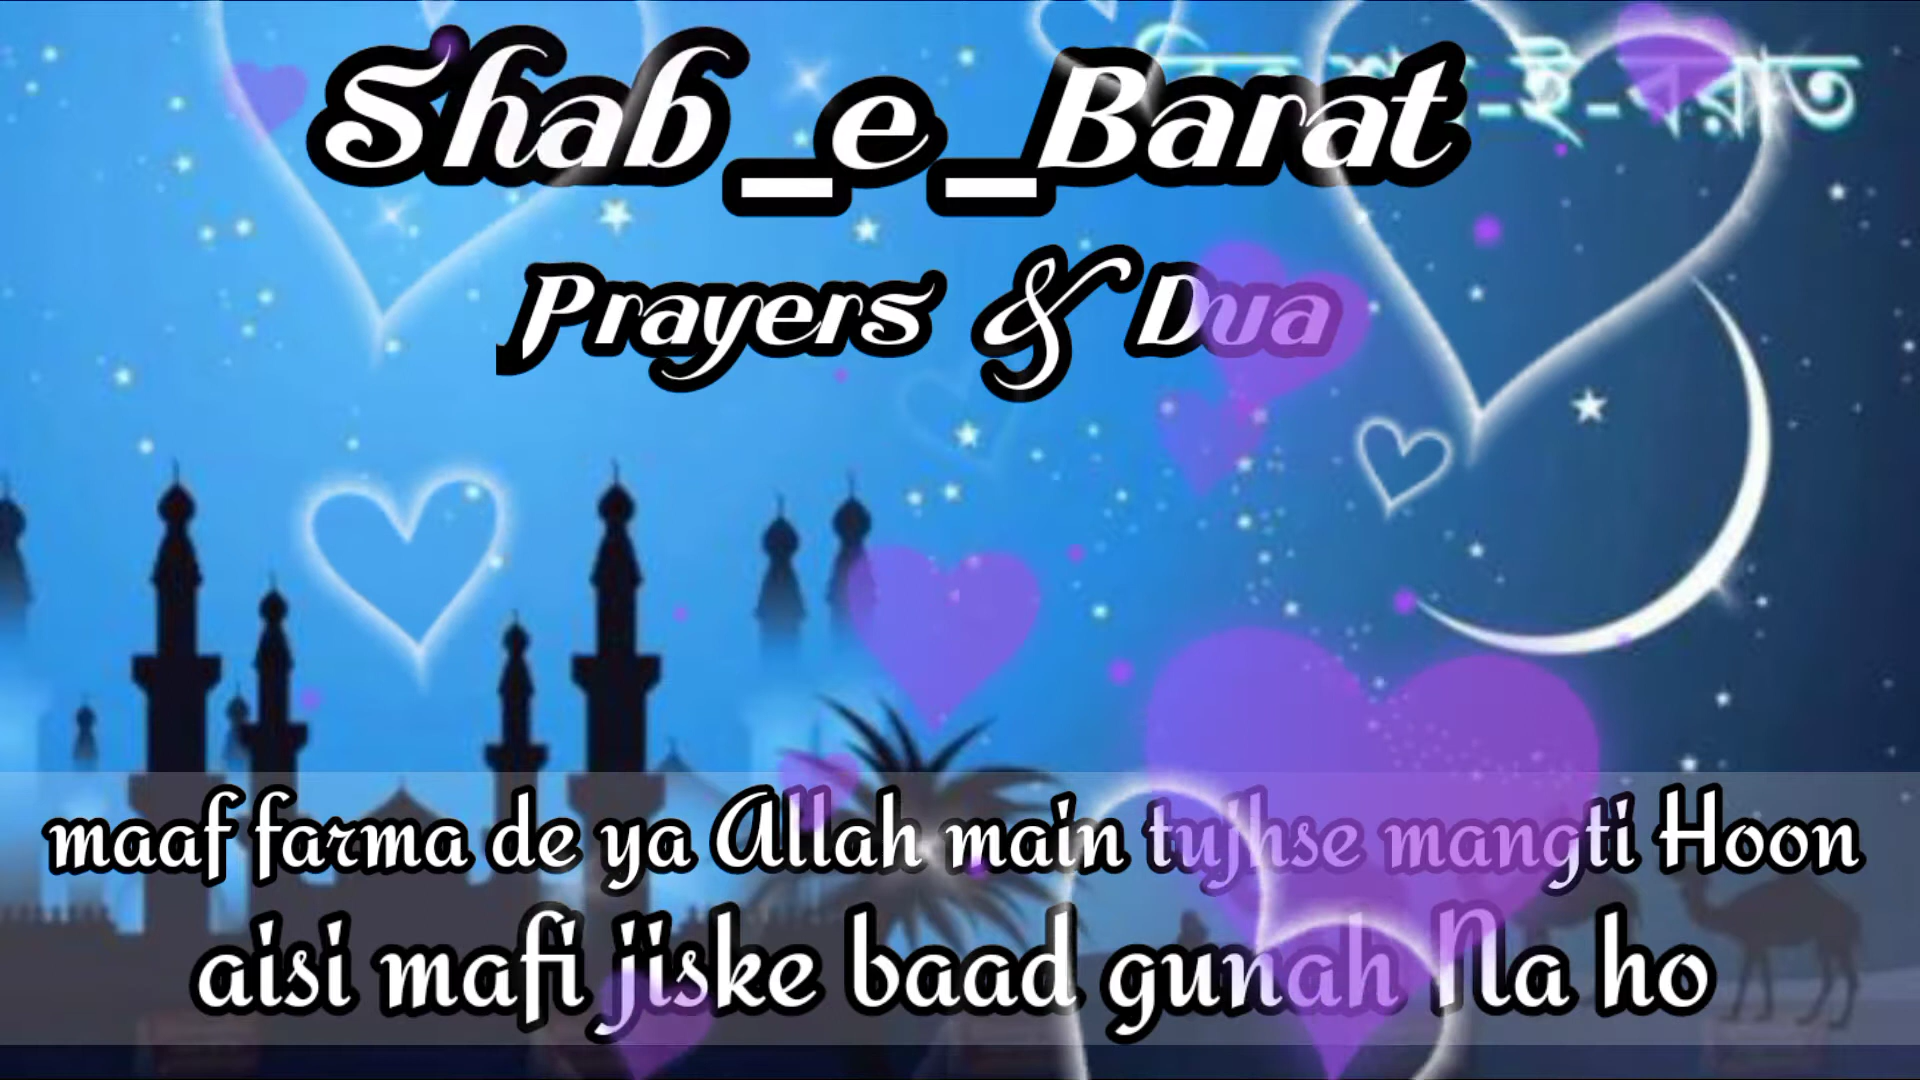 Shab_e_Barat
-ই-বরাত
Prayers & Dua
maaf farma de ya Allah main tujhse mangti Hoon
aisi mafi jiske baad gunah Na ho